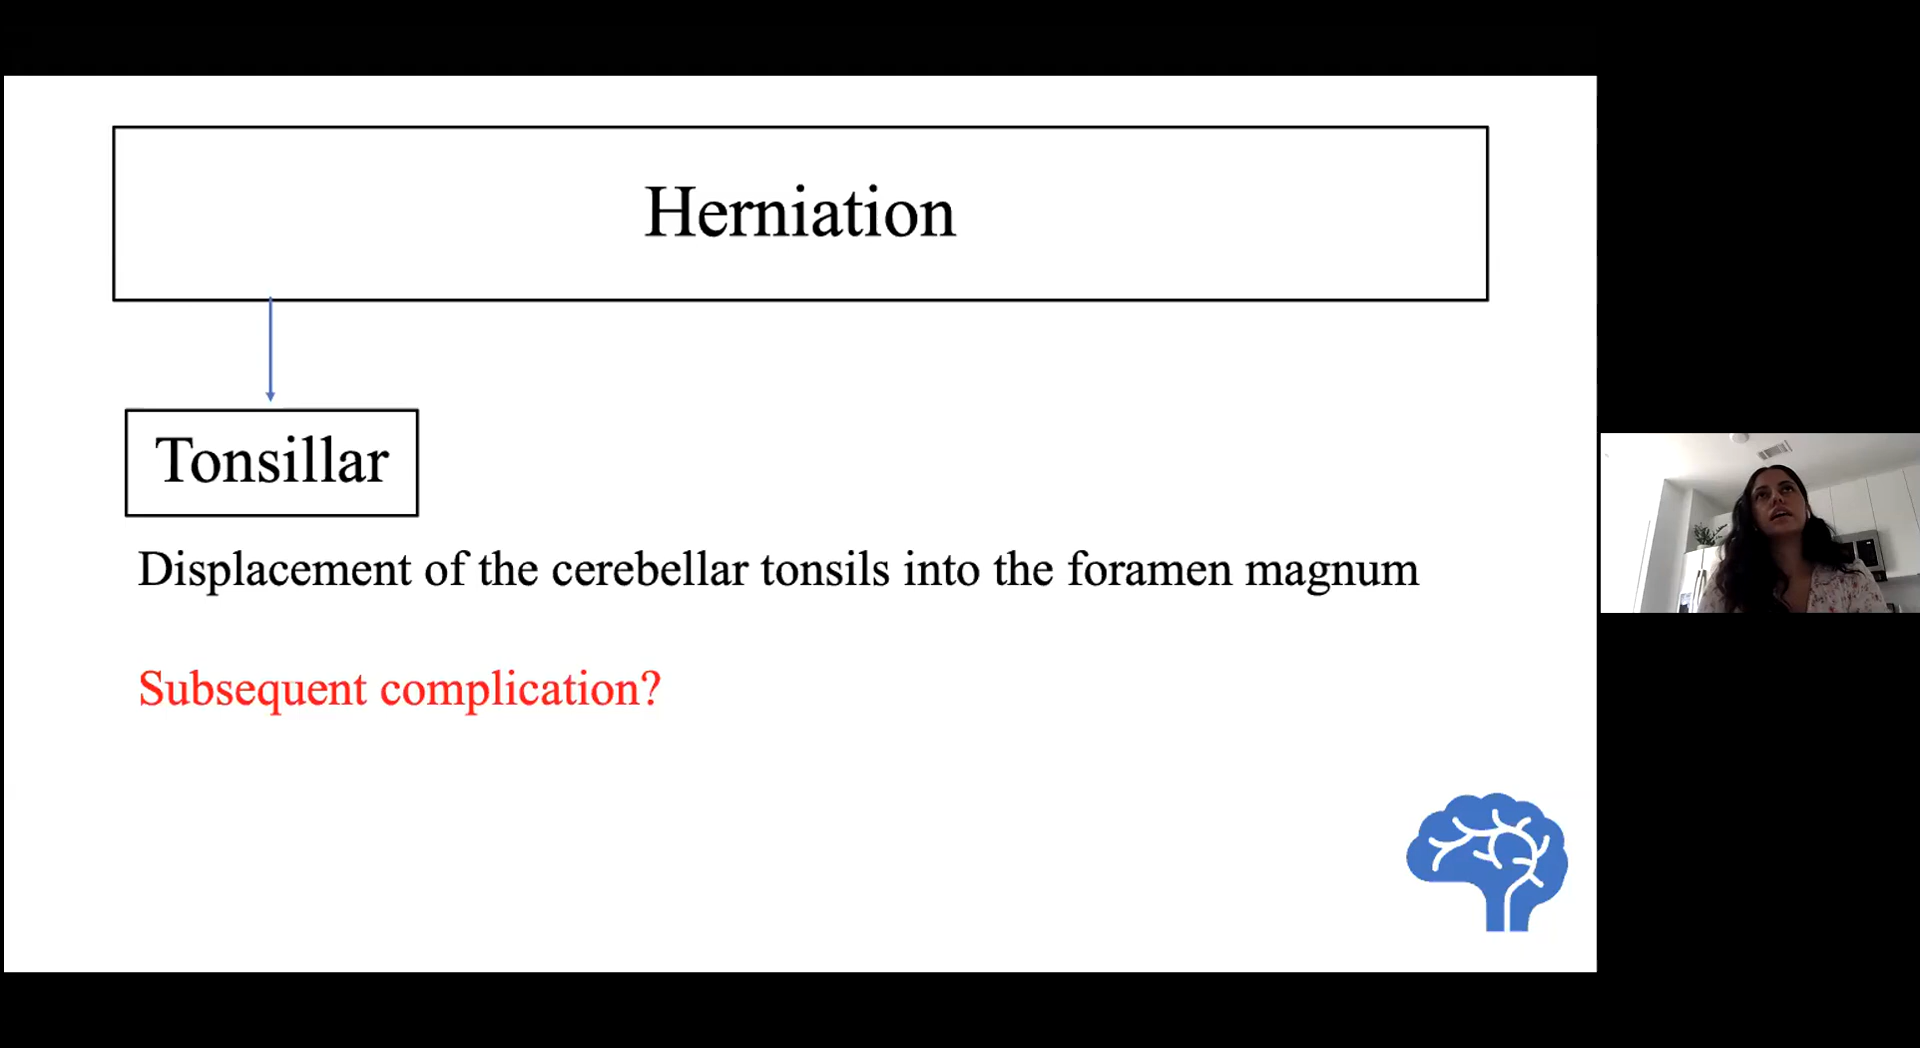 Herniation
Tonsillar
Displacement of the cerebellar tonsils into the foramen magnum
Subsequent complication?